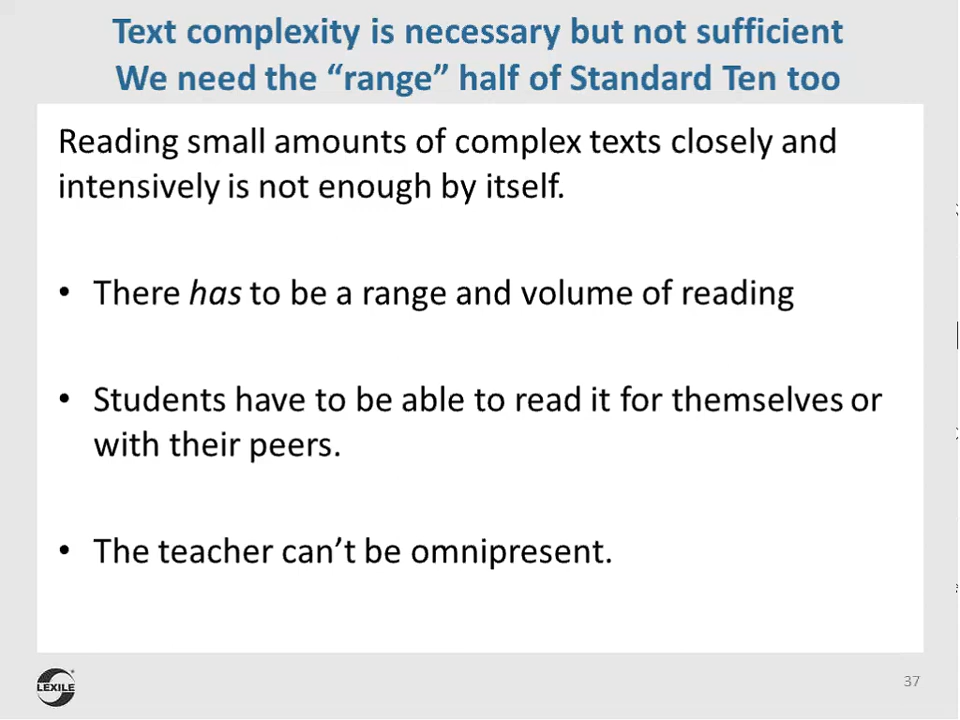 Text complexity is necessary but not sufficient
We need the “range” half of Standard Ten too
Reading small amounts of complex texts closely and
intensively is not enough by itself.
• There has to be a range and volume of reading
• Students have to be able to read it for themselves or
with their peers.
• The teacher can’t be omnipresent.
LEXILE
37